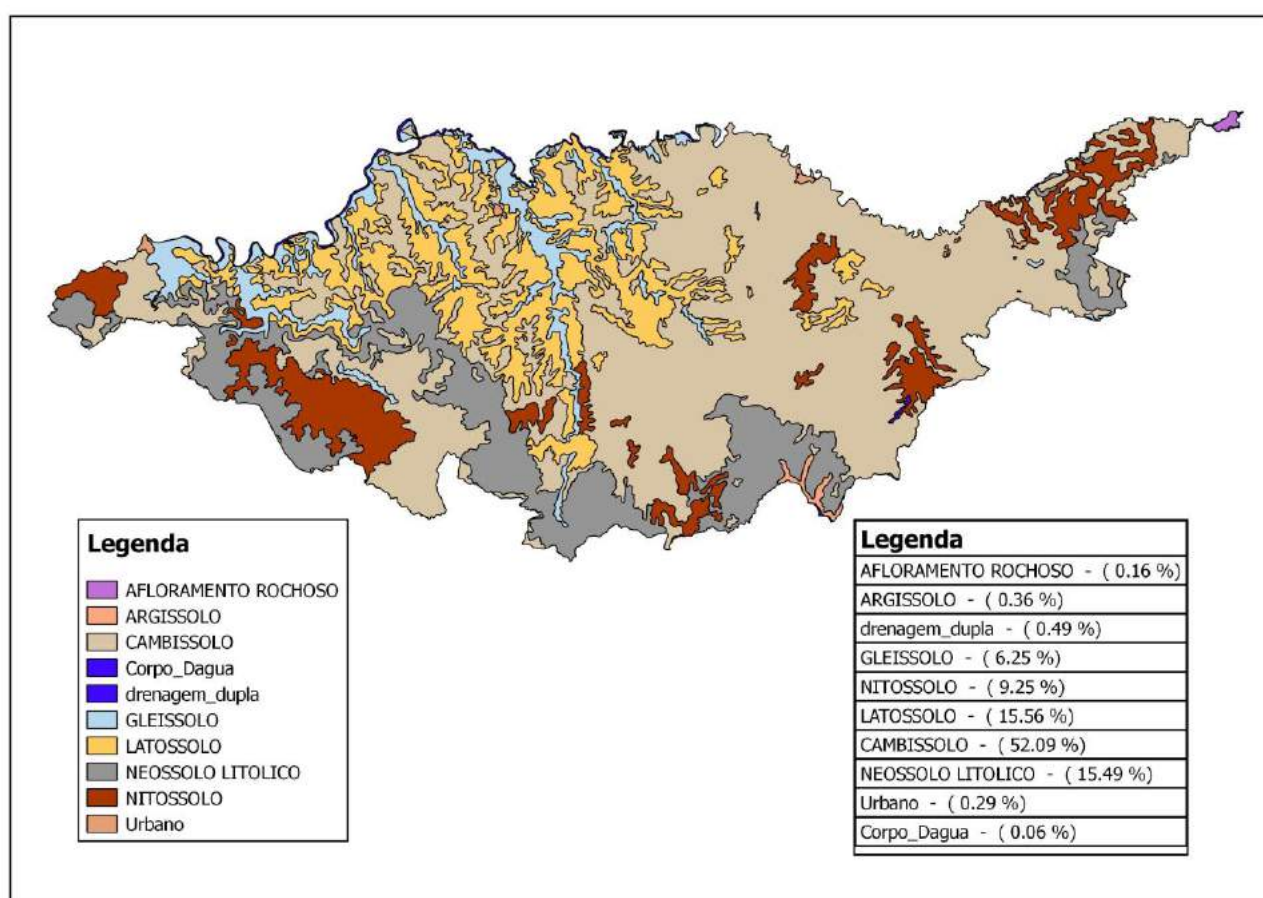 Legenda
AFLORAMENTO ROCHOSO
ARGISSOLO
CAMBISSOLO
Corpo_Dagua
drenagem_dupla
GLEISSOLO
LATOSSOLO
NEOSSOLO LITOLICO
NITOSSOLO
Urbano
Legenda
AFLORAMENTO ROCHOSO - ( 0.16 %)
ARGISSOLO - ( 0.36 %)
drenagem_dupla - ( 0.49 %)
GLEISSOLO - ( 6.25 %)
NITOSSOLO - ( 9.25 %)
LATOSSOLO - ( 15.56 %)
CAMBISSOLO - ( 52.09 %)
NEOSSOLO LITOLICO - ( 15.49 %)
Urbano - ( 0.29 %)
Corpo_Dagua - ( 0.06 %)